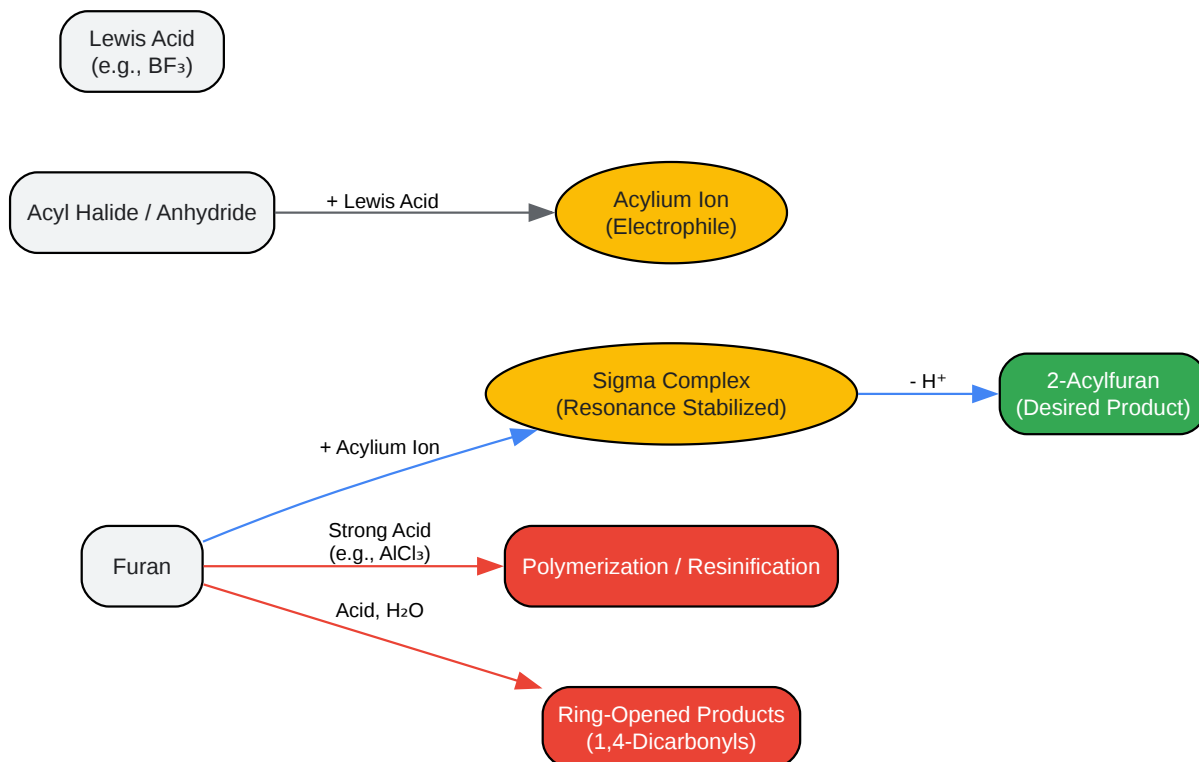 Lewis Acid
(e.g., BF₃)
Acyl Halide / Anhydride
+ Lewis Acid
Acylium Ion
(Electrophile)
Sigma Complex
(Resonance Stabilized)
- H⁺
2-Acylfuran
(Desired Product)
+ Acylium Ion
Furan
Strong Acid
(e.g., AlCl₃)
Polymerization / Resinification
Acid, H₂O
Ring-Opened Products
(1,4-Dicarbonyls)